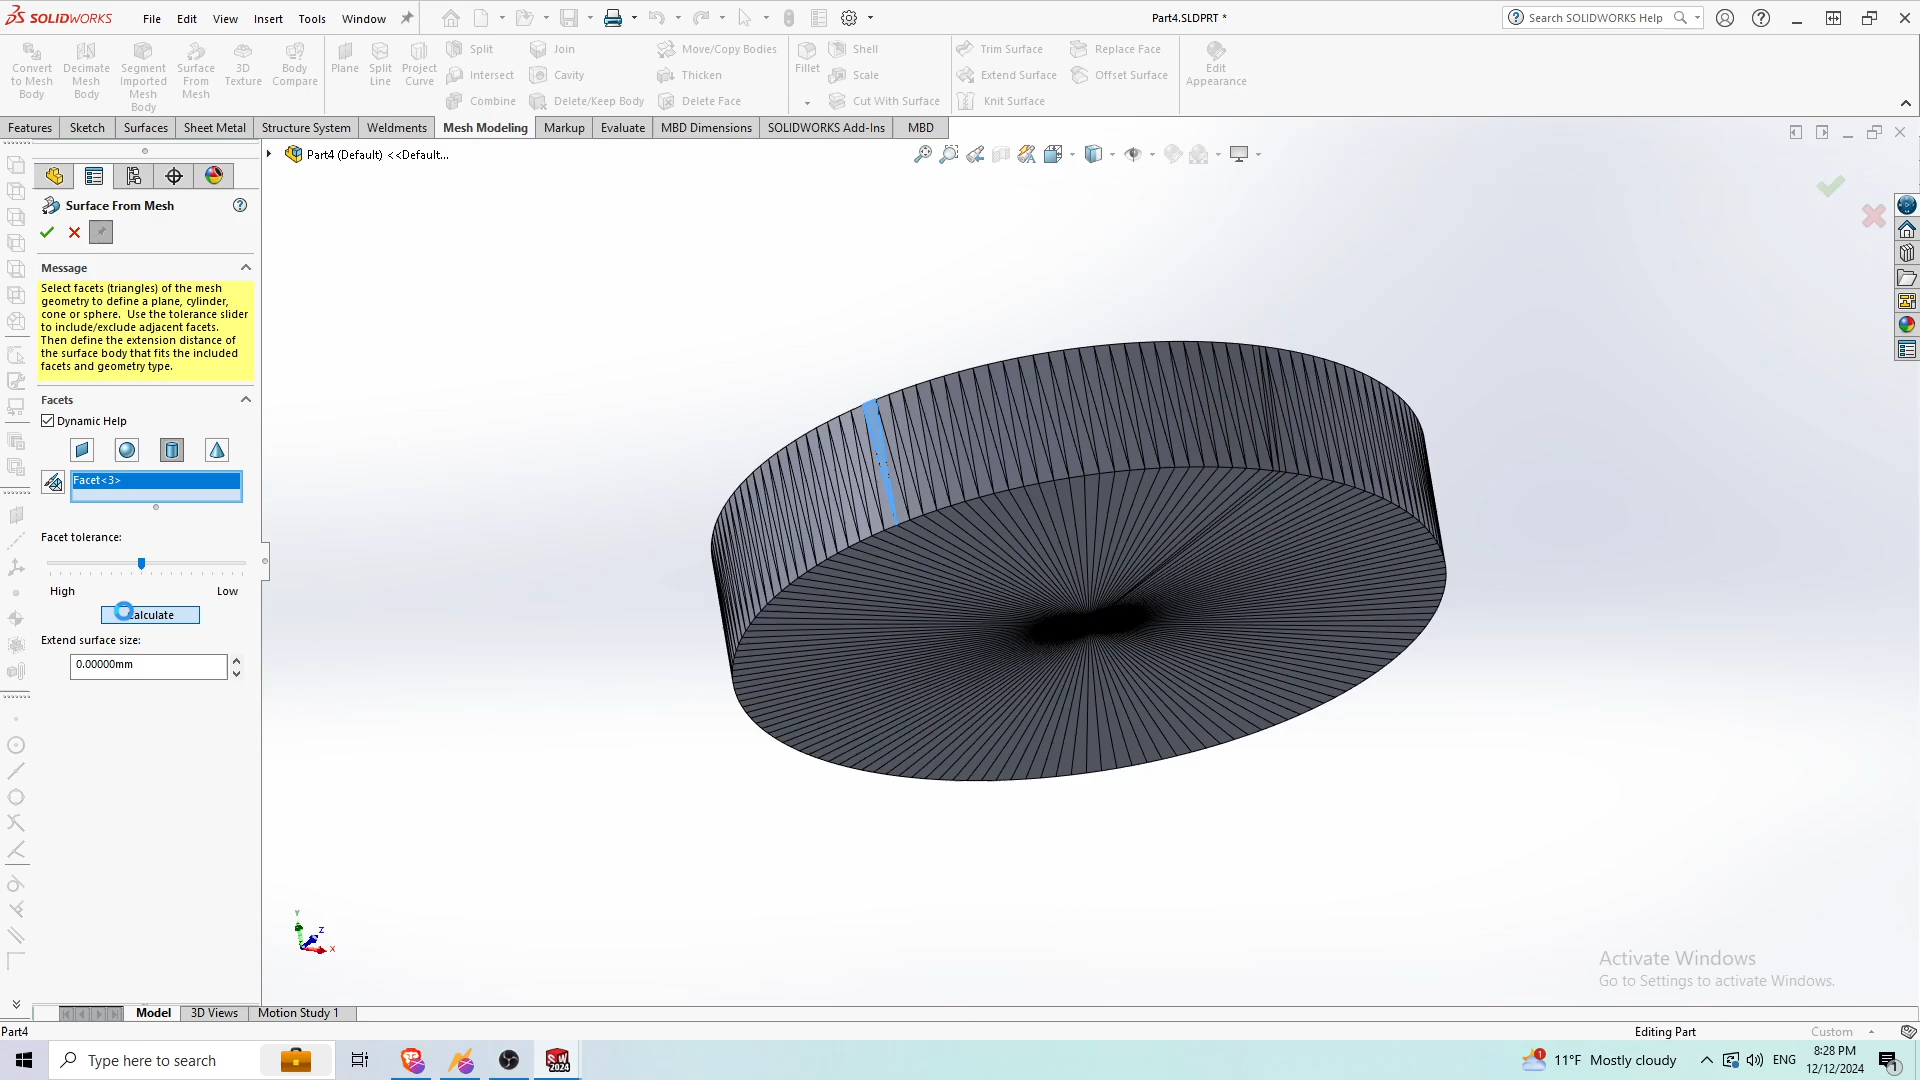 SOLIDWORKS File Edit View Insert Tools Window Part4.SLDPRT * Search SOLIDWORKS Help
Convert to Mesh Body
Decimate Mesh Body
Segment Imported Mesh Body
Surface From Mesh
3D Texture
Body Compare
Plane
Split Line
Project Curve
Split
Intersect
Combine
Join
Cavity
Delete/Keep Body
Move/Copy Bodies
Thicken
Delete Face
Fillet
Shell
Scale
Cut With Surface
Trim Surface
Extend Surface
Knit Surface
Replace Face
Offset Surface
Edit Appearance
Features Sketch Surfaces Sheet Metal Structure System Weldments Mesh Modeling Markup Evaluate MBD Dimensions SOLIDWORKS Add-Ins MBD
Part4 (Default) <<Default...
Surface From Mesh
Message
Select facets (triangles) of the mesh
geometry to define a plane, cylinder,
cone or sphere. Use the tolerance slider
to include/exclude adjacent facets.
Then define the extension distance of
the surface body that fits the included
facets and geometry type.
Facets
Dynamic Help
Facet<3>
Facet tolerance:
High Low
Calculate
Extend surface size:
0.00000mm
Y
Z
X
Activate Windows
Go to Settings to activate Windows.
Model 3D Views Motion Study 1
Part4 Editing Part Custom
Type here to search
SW 2024
1 11°F Mostly cloudy ENG 8:28 PM
12/12/2024 1